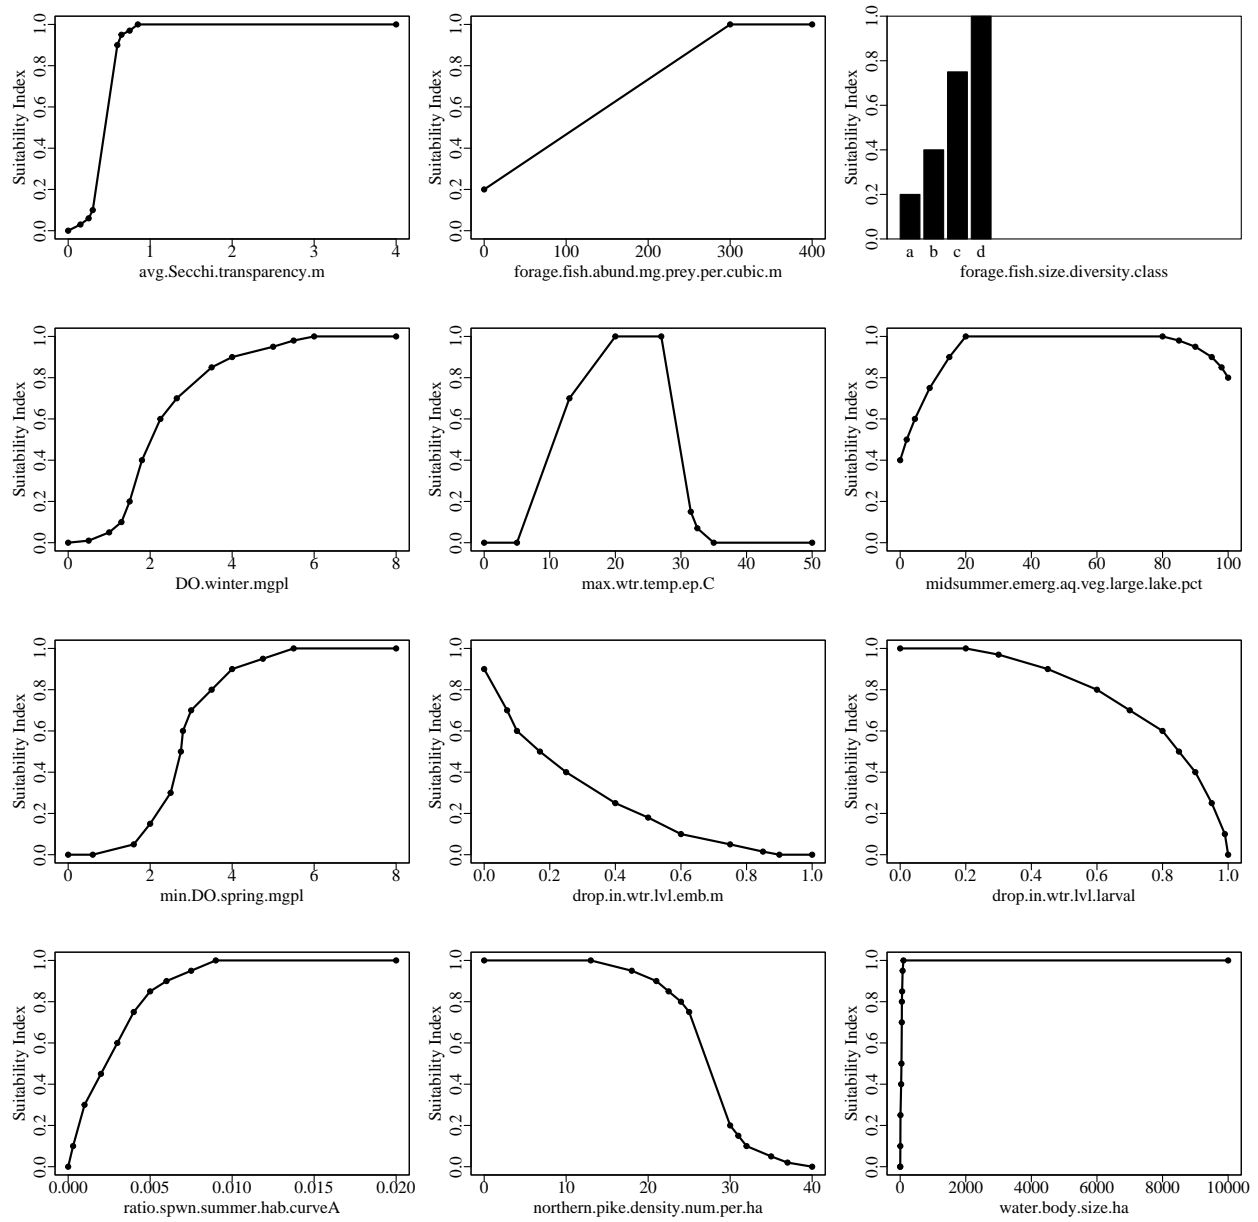 Suitability Index
0.0 0.2 0.4 0.6 0.8 1.0
0 1 2 3 4
avg.Secchi.transparency.m
Suitability Index
0.0 0.2 0.4 0.6 0.8 1.0
0 100 200 300 400
forage.fish.abund.mg.prey.per.cubic.m
Suitability Index
0.0 0.2 0.4 0.6 0.8 1.0
a b c d
forage.fish.size.diversity.class
Suitability Index
0.0 0.2 0.4 0.6 0.8 1.0
0 2 4 6 8
DO.winter.mgpl
Suitability Index
0.0 0.2 0.4 0.6 0.8 1.0
0 10 20 30 40 50
max.wtr.temp.ep.C
Suitability Index
0.0 0.2 0.4 0.6 0.8 1.0
0 20 40 60 80 100
midsummer.emerg.aq.veg.large.lake.pct
Suitability Index
0.0 0.2 0.4 0.6 0.8 1.0
0 2 4 6 8
min.DO.spring.mgpl
Suitability Index
0.0 0.2 0.4 0.6 0.8 1.0
0.0 0.2 0.4 0.6 0.8 1.0
drop.in.wtr.lvl.emb.m
Suitability Index
0.0 0.2 0.4 0.6 0.8 1.0
0.0 0.2 0.4 0.6 0.8 1.0
drop.in.wtr.lvl.larval
Suitability Index
0.0 0.2 0.4 0.6 0.8 1.0
0.000 0.005 0.010 0.015 0.020
ratio.spwn.summer.hab.curveA
Suitability Index
0.0 0.2 0.4 0.6 0.8 1.0
0 10 20 30 40
northern.pike.density.num.per.ha
Suitability Index
0.0 0.2 0.4 0.6 0.8 1.0
0 2000 4000 6000 8000 10000
water.body.size.ha